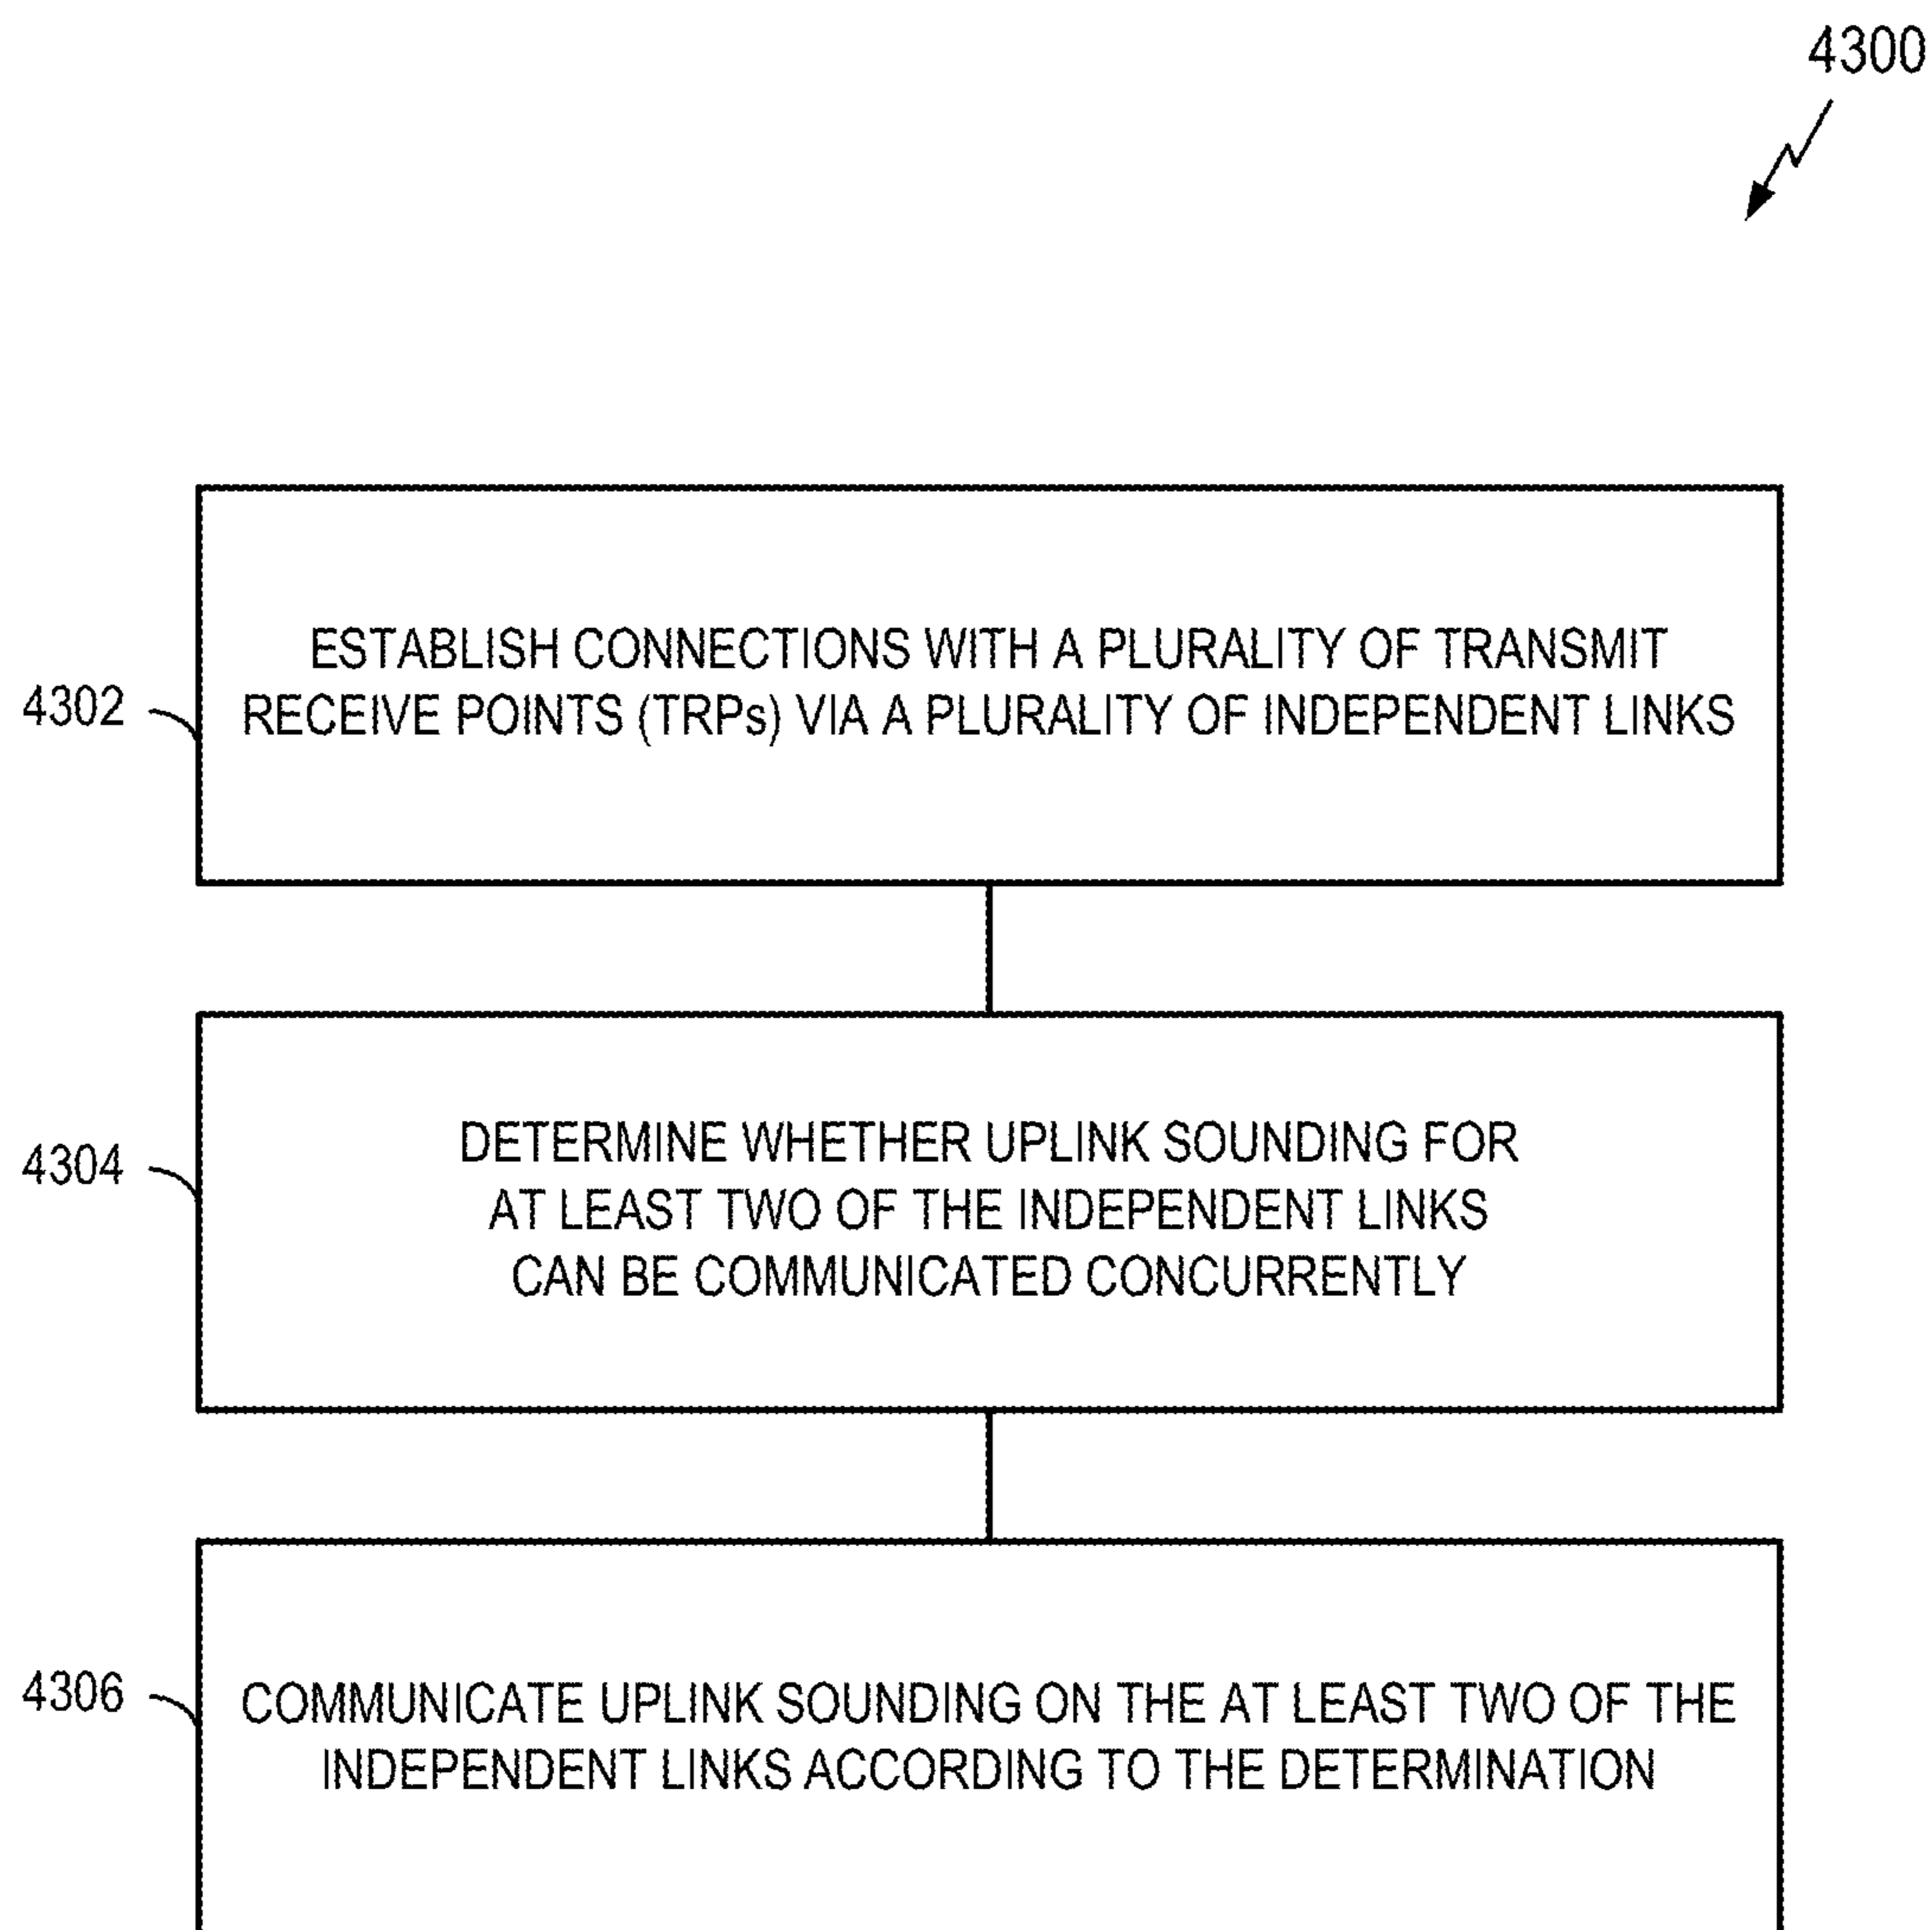 4300
ESTABLISH CONNECTIONS WITH A PLURALITY OF TRANSMIT
RECEIVE POINTS (TRPs) VIA A PLURALITY OF INDEPENDENT LINKS
4302
DETERMINE WHETHER UPLINK SOUNDING FOR
AT LEAST TWO OF THE INDEPENDENT LINKS
CAN BE COMMUNICATED CONCURRENTLY
4304
COMMUNICATE UPLINK SOUNDING ON THE AT LEAST TWO OF THE
INDEPENDENT LINKS ACCORDING TO THE DETERMINATION
4306